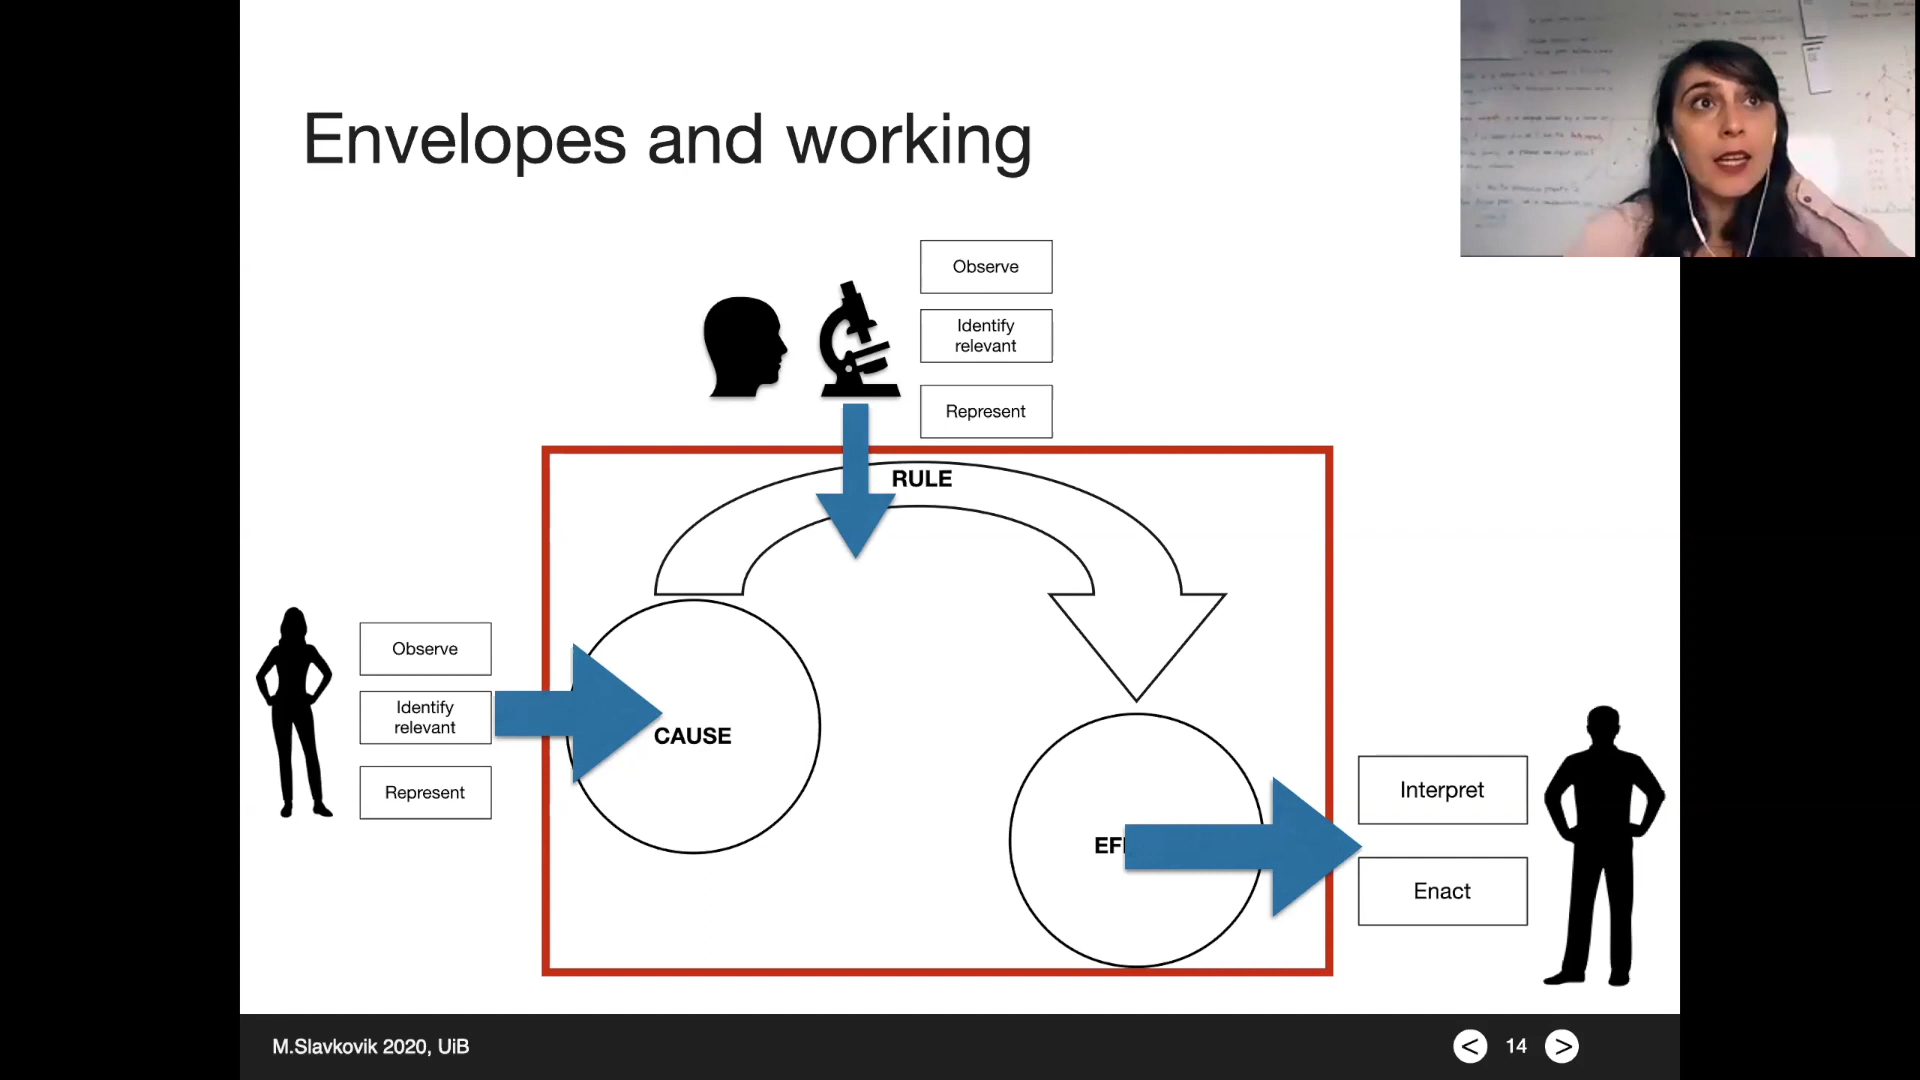 Envelopes and working
Observe
Identify
relevant
Represent
RULE
Observe
Identify
relevant
Represent
CAUSE
EF
Interpret
Enact
M.Slavkovik 2020, UiB
< 14 >